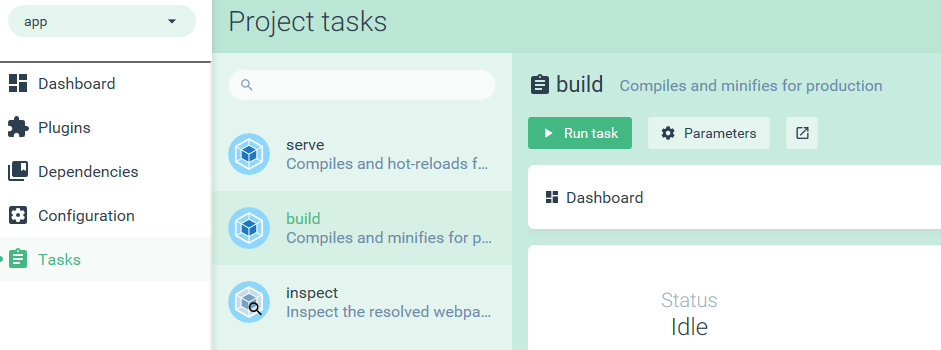 app
Dashboard
Plugins
Dependencies
Configuration
Tasks
Project tasks
serve
Compiles and hot-reloads f...
build
Compiles and minifies for p...
inspect
Inspect the resolved webpa...
build Compiles and minifies for production
Run task Parameters
Dashboard
Status
Idle